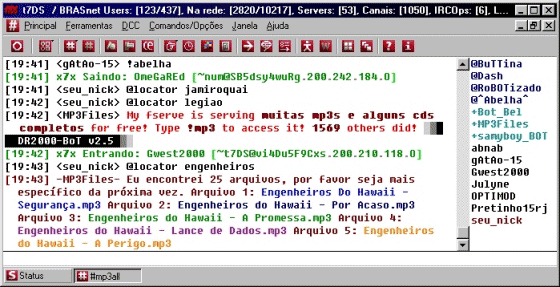 t7DS / BRASnet Users: [123/437], Na rede: [2820/10217], Servers: [53], Canais: [1050], IRCOps: [6], L...
Principal Ferramentas DCC Comandos/Opções Janela Ajuda
[19:41] <gAtAo-15> !abelha
[19:41] x7x Saindo: OmeGaREd [~num@SB5dsy4wuRg.200.242.184.0]
[19:41] <seu_nick> @locator jamiroquai
[19:42] <seu_nick> @locator legiao
[19:42] <MP3Files> My fserve is serving muitas mp3s e alguns cds
completos for free! Type !mp3 to access it! 1569 others did!
DR2000-BoT v2.5
[19:42] x7x Entrando: Gwest2000 [~t7DS@vi4Du5F9Cxs.200.210.118.0]
[19:43] <seu_nick> @locator engenheiros
[19:43] -MP3Files- Eu encontrei 25 arquivos, por favor seja mais
específico da próxima vez. Arquivo 1: Engenheiros Do Hawaii -
Segurança.mp3 Arquivo 2: Engenheiros do Hawaii - Por Acaso.mp3
Arquivo 3: Engenheiros do Hawaii - A Promessa.mp3 Arquivo 4:
Engenheiros do Hawaii - Lance de Dados.mp3 Arquivo 5: Engenheiros
do Hawaii - A Perigo.mp3
@BuTTina
@Dash
@RoBOTizado
@^Abelha^
+Bot_Bel
+MP3Files
+samyboy_BOT
abnab
gAtAo-15
Gwest2000
Julyne
OPTIMOD
Pretinho15rj
seu_nick
Status
#mp3all